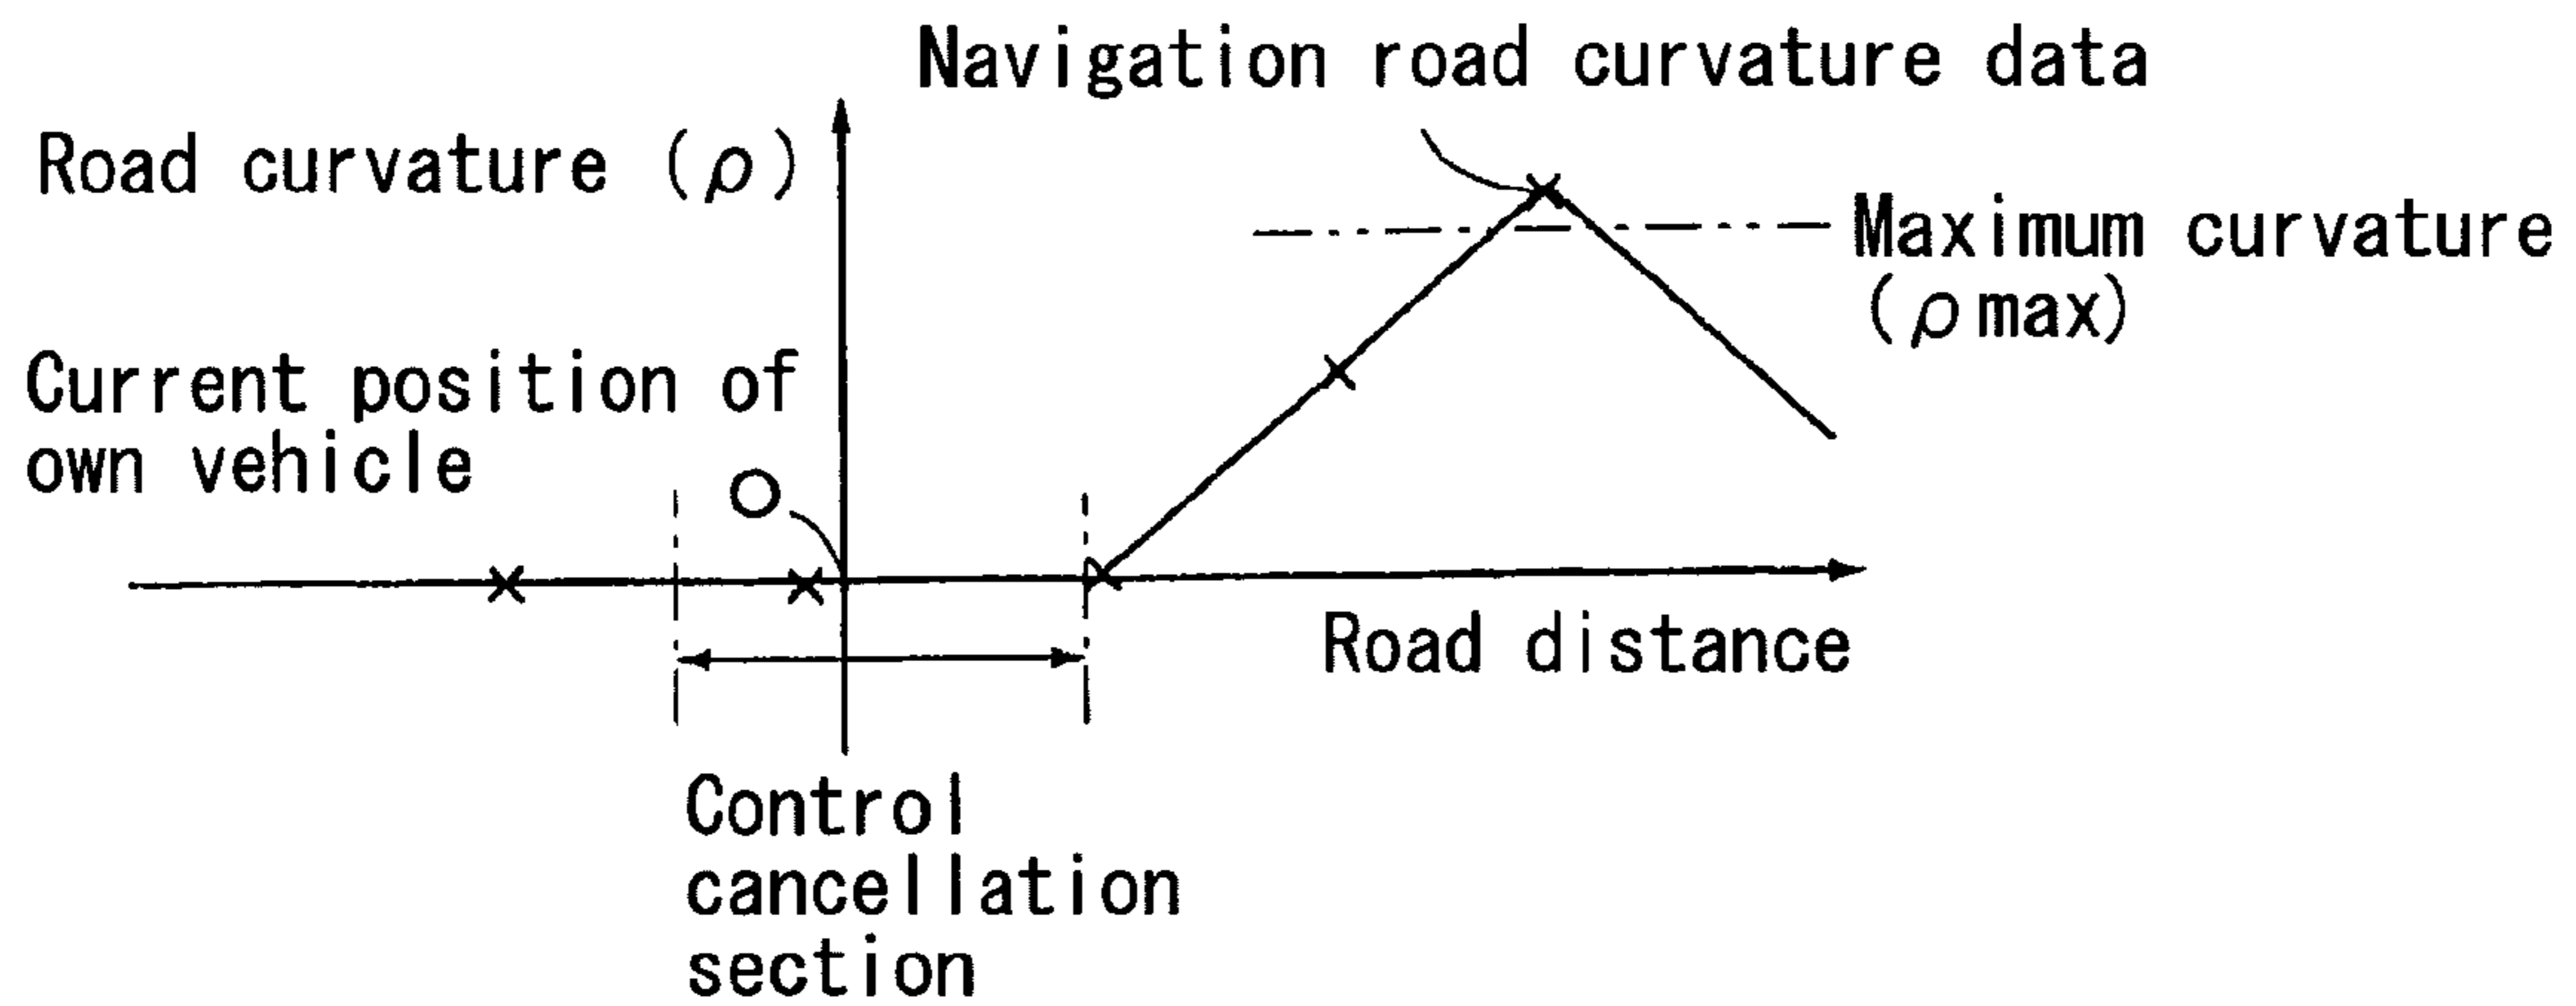 Navigation road curvature data
Road curvature (ρ)
Maximum curvature
(ρmax)
Current position of
own vehicle
O
Road distance
Control
cancellation
section